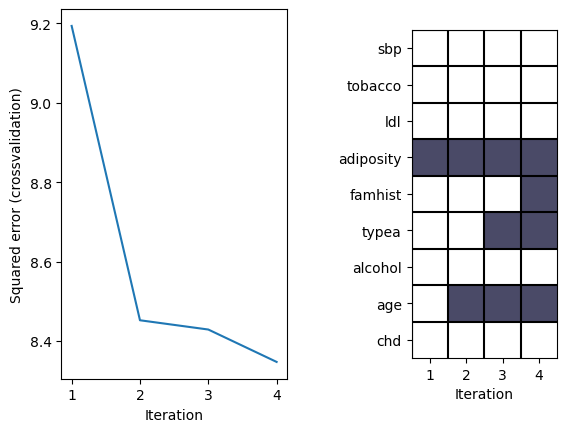 Squared error (crossvalidation)
9.2
9.0
8.8
8.6
8.4
1 2 3 4
Iteration
sbp
tobacco
ldl
adiposity
famhist
typea
alcohol
age
chd
1 2 3 4
Iteration